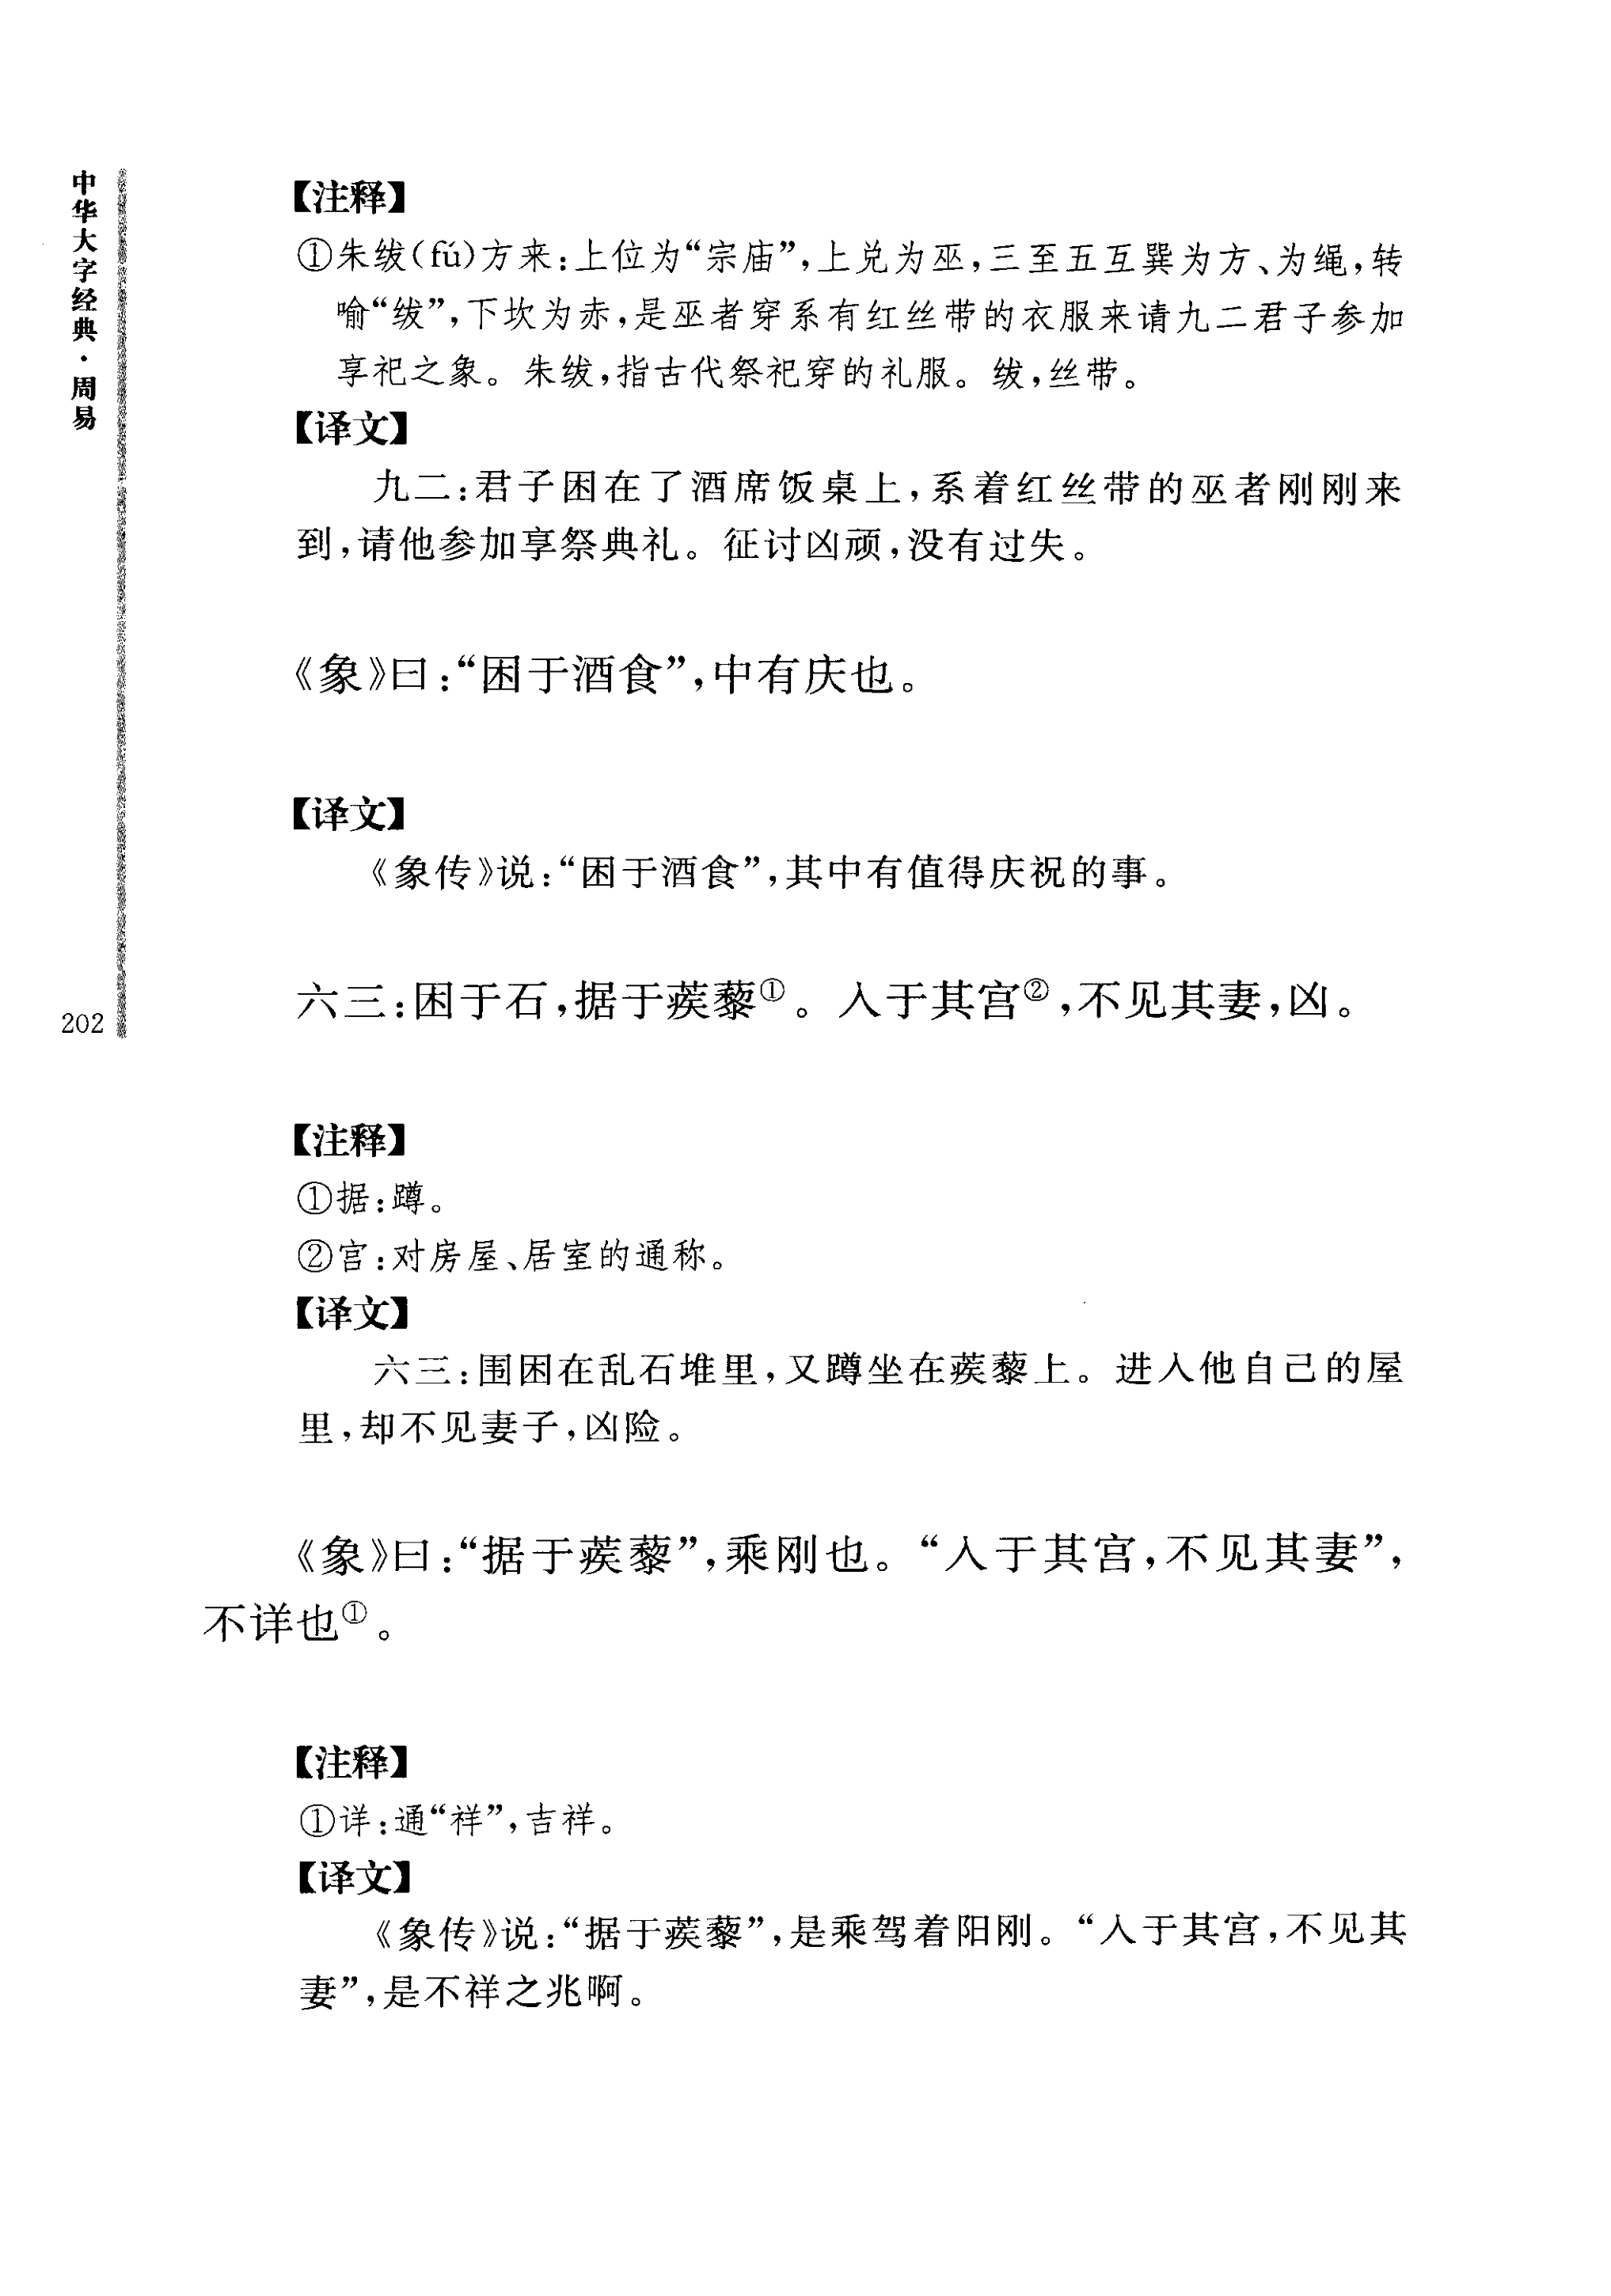 中华大字经典·周易
202
【注释】
①朱绂(fú)方来:上位为“宗庙”,上兑为巫,三至五互巽为方、为绳,转
喻“绂”,下坎为赤,是巫者穿系有红丝带的衣服来请九二君子参加
享祀之象。朱绂,指古代祭祀穿的礼服。绂,丝带。
【译文】
九二:君子困在了酒席饭桌上,系着红丝带的巫者刚刚来
到,请他参加享祭典礼。征讨凶顽,没有过失。
《象》曰:“困于酒食”,中有庆也。
【译文】
《象传》说:“困于酒食”,其中有值得庆祝的事。
六三:困于石,据于蒺藜①。入于其宫②,不见其妻,凶。
【注释】
①据:蹲。
②宫:对房屋、居室的通称。
【译文】
六三:围困在乱石堆里,又蹲坐在蒺藜上。进入他自己的屋
里,却不见妻子,凶险。
《象》曰:“据于蒺藜”,乘刚也。“入于其宫,不见其妻”,
不详也①。
【注释】
①详:通“祥”,吉祥。
【译文】
《象传》说:“据于蒺藜”,是乘驾着阳刚。“入于其宫,不见其
妻”,是不祥之兆啊。